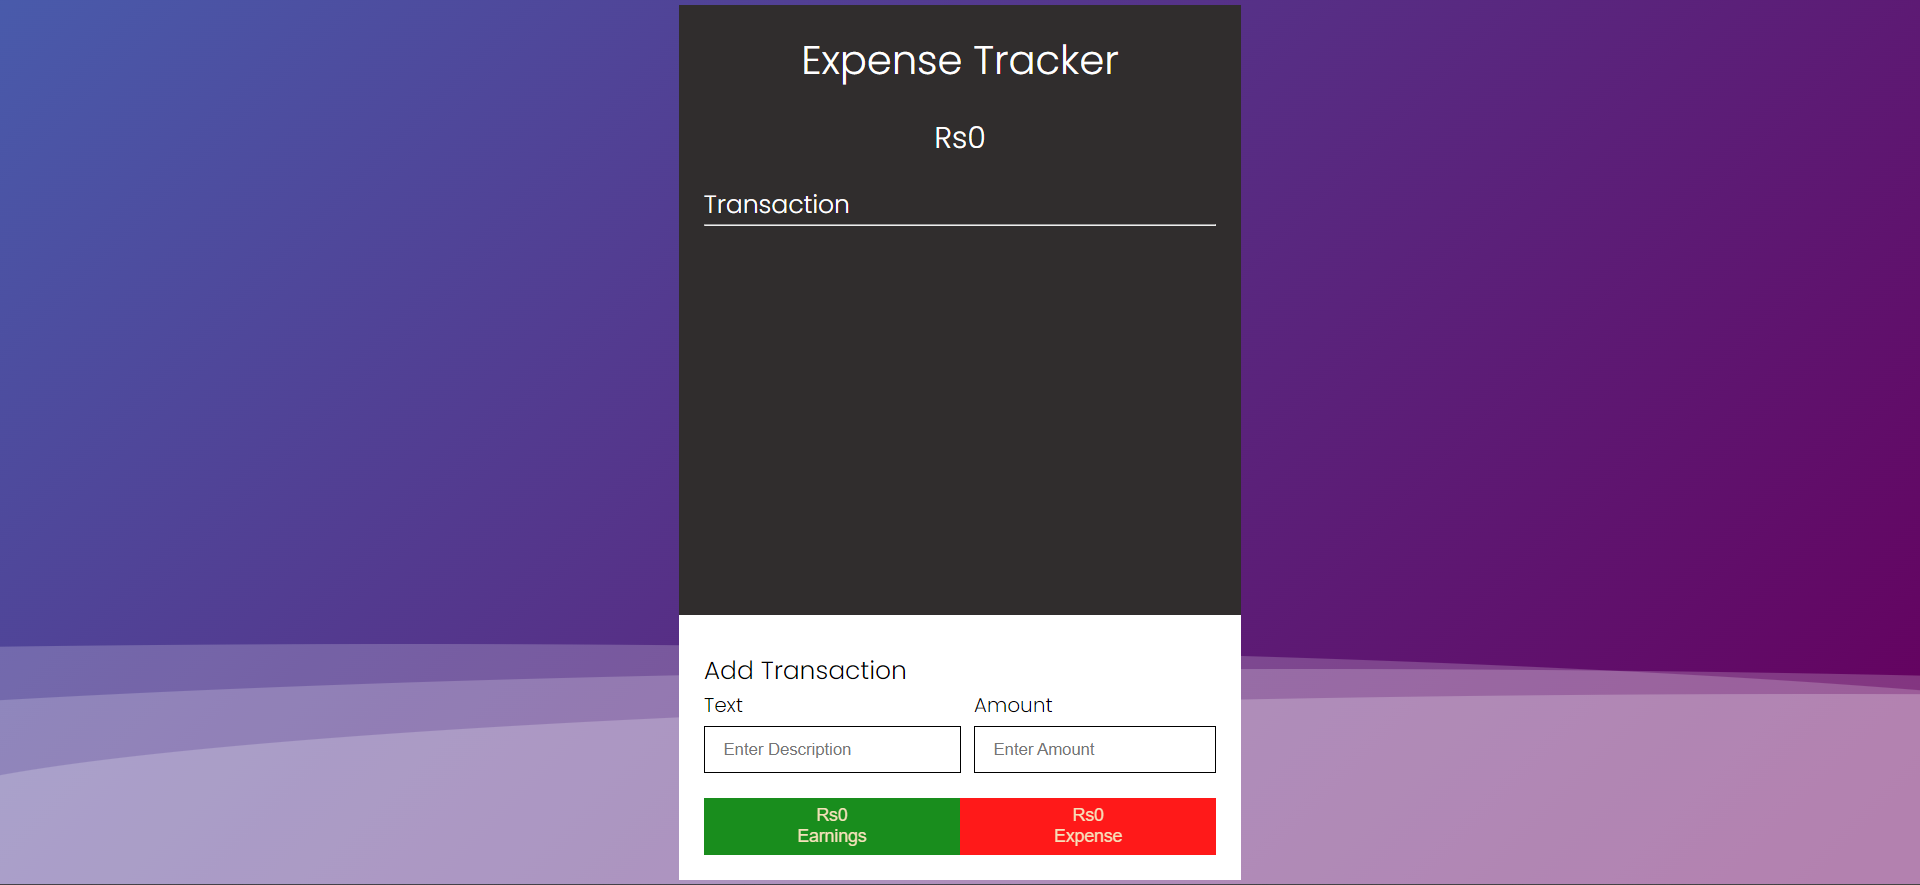 Expense Tracker
Rs0
Transaction
Add Transaction
Text
Amount
Enter Description
Enter Amount
Rs0
Earnings
Rs0
Expense